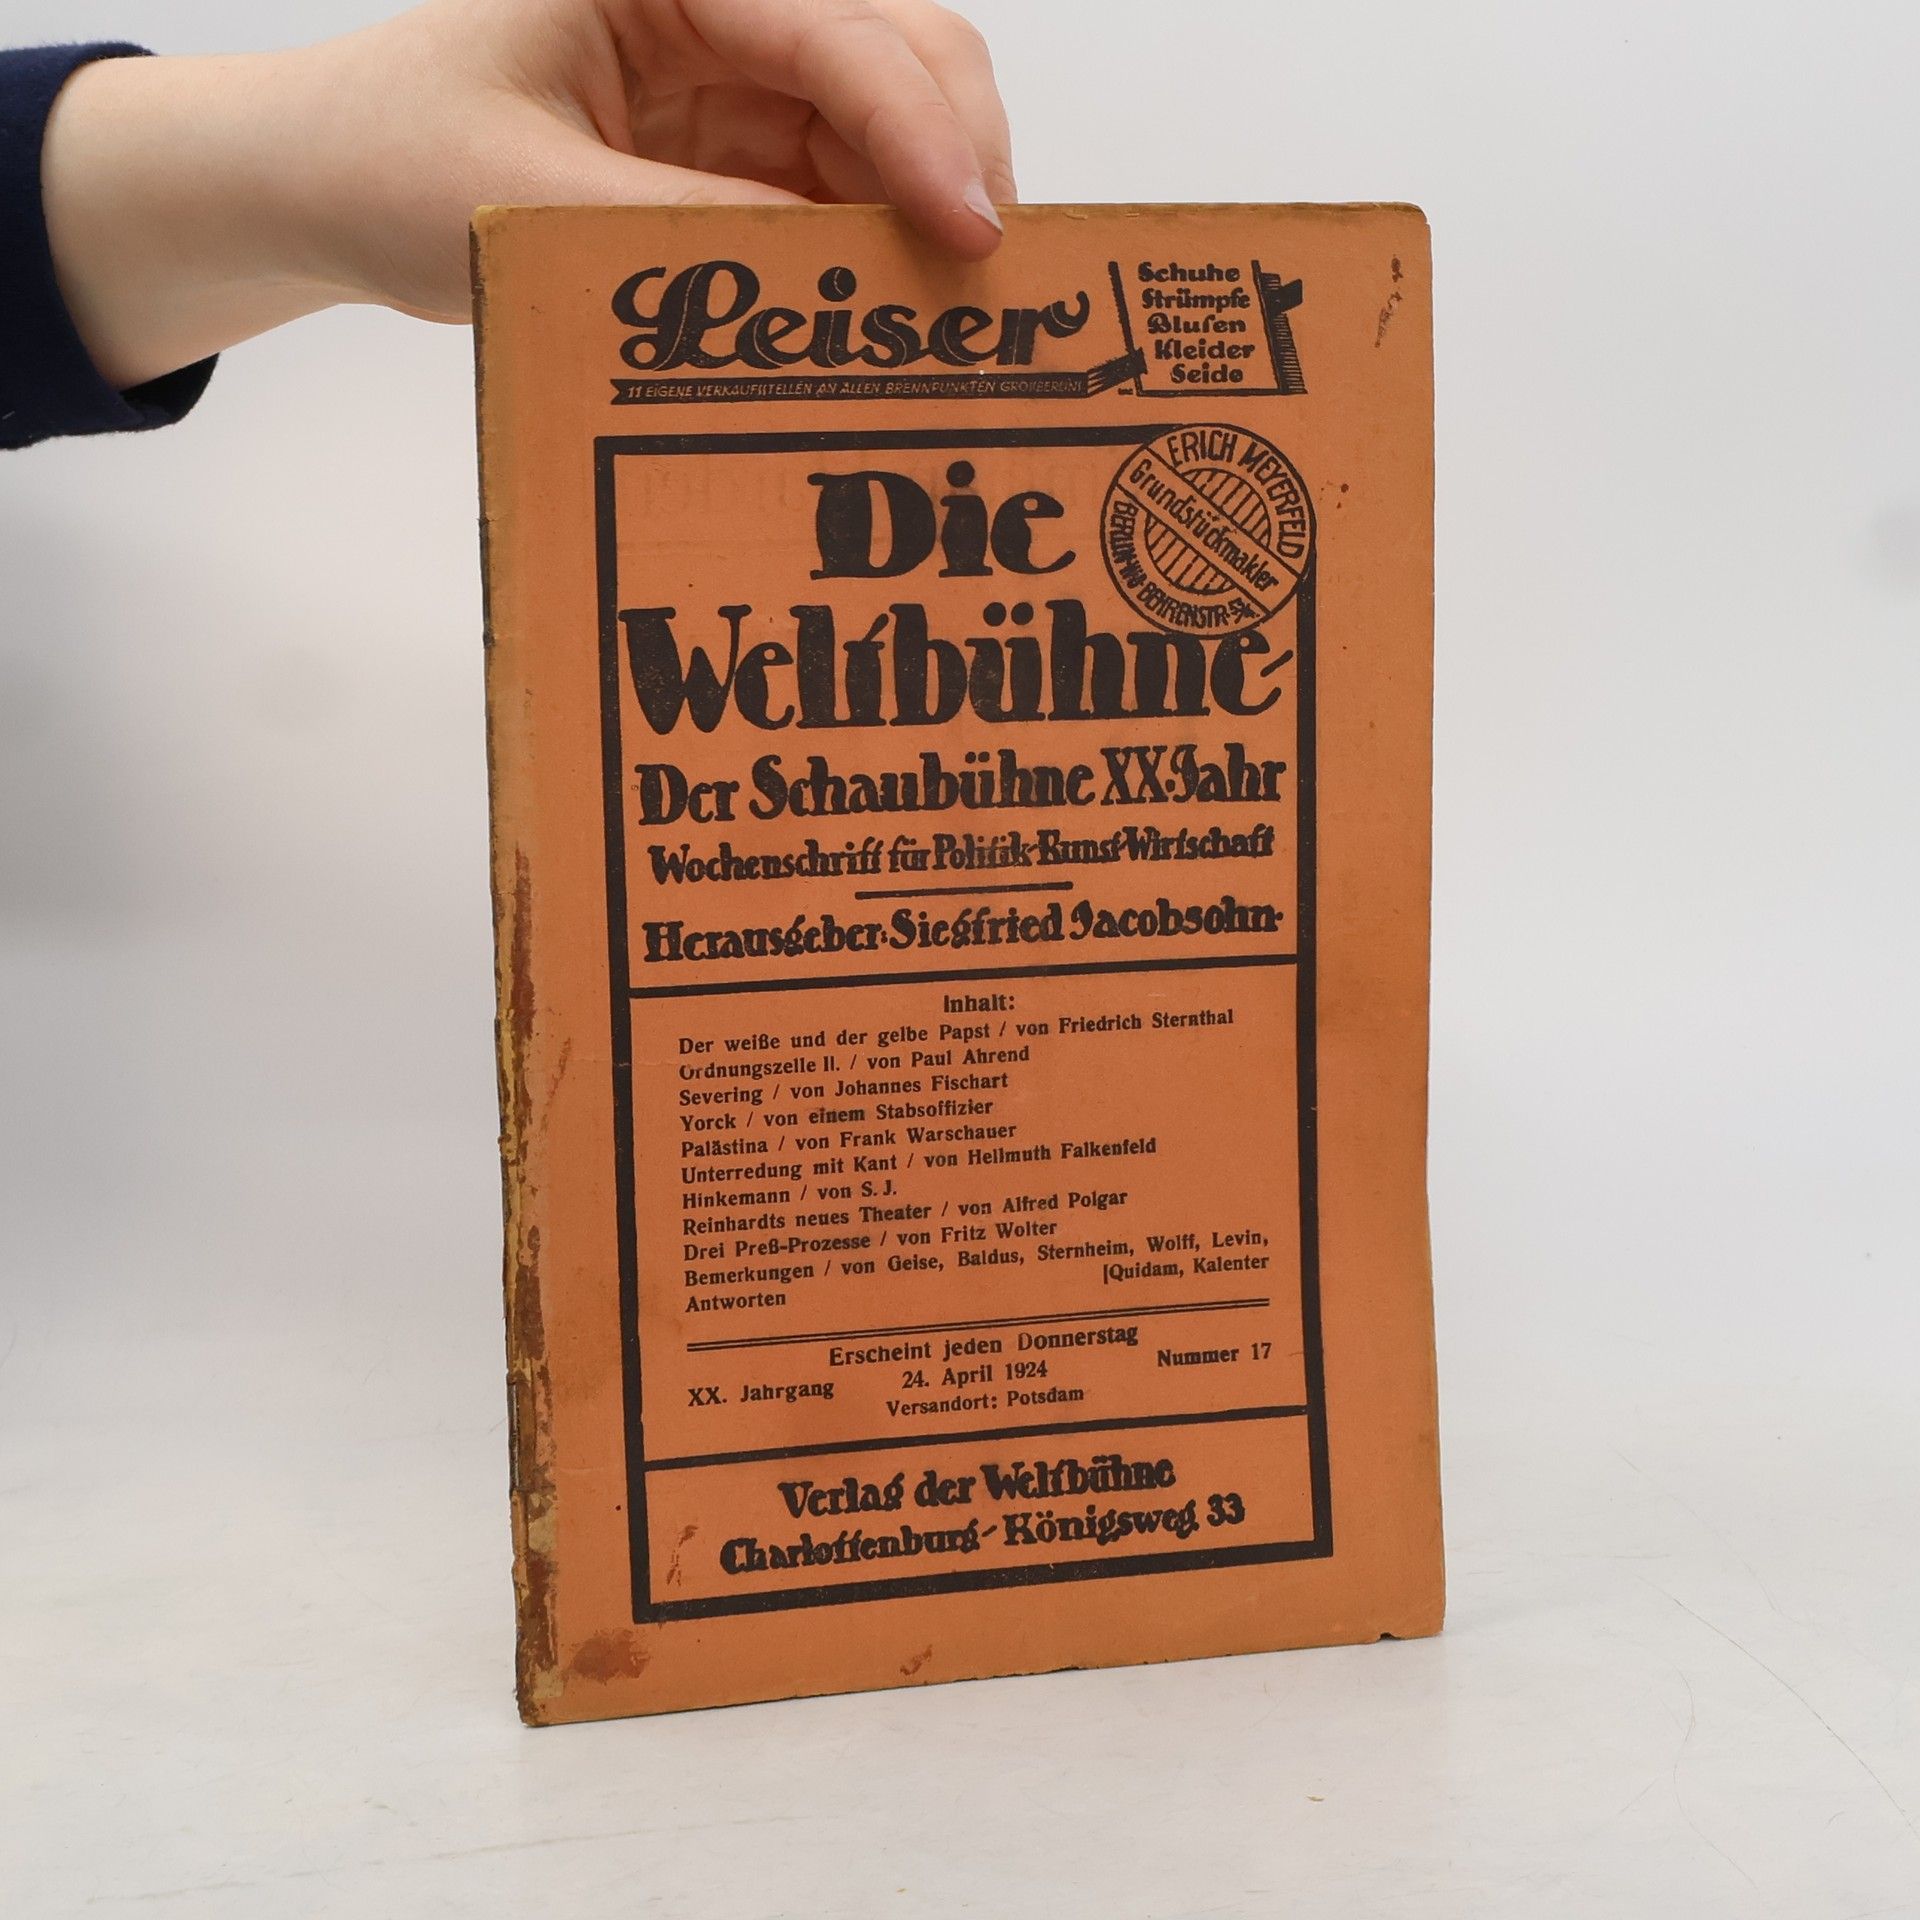 Leiser
11 EIGENE VERKAUFSSTELLEN AN ALLEN BRENNPUNKTEN GROSSBERLINS
Schuhe
Strümpfe
Blusen
Kleider
Seide
ERICH MEYERFELD
Grundstückmakler
BEHRENSTR.
Die
Weltbühne
Der Schaubühne XX. Jahr
Wochenschrift für Politik-Kunst-Wirtschaft
Herausgeber: Siegfried Jacobsohn
Inhalt:
Der weiße und der gelbe Papst / von Friedrich Sternthal
Ordnungszelle II. / von Paul Ahrend
Severing / von Johannes Fischart
Yorck / von einem Stabsoffizier
Palästina / von Frank Warschauer
Unterredung mit Kant / von Hellmuth Falkenfeld
Hinkemann / von S. J.
Reinhardts neues Theater / von Alfred Polgar
Drei Preß-Prozesse / von Fritz Wolter
Bemerkungen / von Geise, Baldus, Sternheim, Wolff, Levin,
[Quidam, Kalenter
Antworten
Erscheint jeden Donnerstag
XX. Jahrgang 24. April 1924 Nummer 17
Versandort: Potsdam
Verlag der Weltbühne
Charlottenburg-Königsweg 33